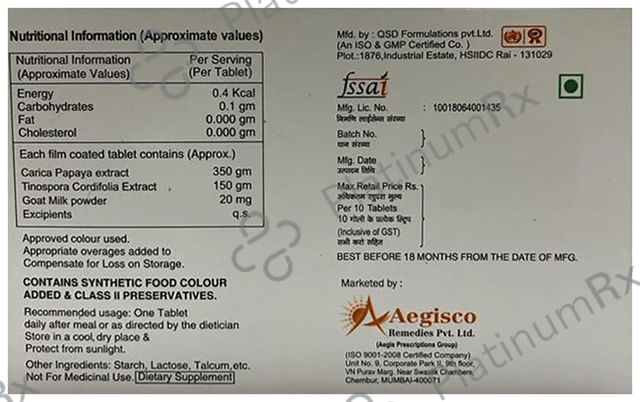 Nutritional Information (Approximate values)
Nutritional Information Per Serving
(Approximate Values) (Per Tablet)
Energy 0.4 Kcal
Carbohydrates 0.1 gm
Fat 0.000 gm
Cholesterol 0.000 gm
Each film coated tablet contains (Approx.)
Carica Papaya extract 350 gm
Tinospora Cordifolia Extract 150 gm
Goat Milk powder 20 mg
Excipients q.s.
Approved colour used.
Appropriate overages added to
Compensate for Loss on Storage.
CONTAINS SYNTHETIC FOOD COLOUR
ADDED & CLASS II PRESERVATIVES.
Recommended usage: One Tablet
daily after meal or as directed by the dietician
Store in a cool, dry place &
Protect from sunlight.
Other Ingredients: Starch, Lactose, Talcum,etc.
Not For Medicinal Use. Dietary Supplement
Mfd. by : QSD Formulations pvt.Ltd.
(An ISO & GMP Certified Co. )
Plot.:1876,Industrial Estate, HSIIDC Rai - 131029
fssai
Mfg. Lic. No. : 10018064001435
निर्माण लाईसेन्स संख्या
Batch No.
घान संख्या
Mfg. Date
उत्पादन तिथि
Max.Retail Price Rs.
अधिकतम खुदरा मुल्य
Per 10 Tablets
10 गोली के प्रत्येक स्ट्रिप
(Inclusive of GST)
सभी करो सहित
BEST BEFORE 18 MONTHS FROM THE DATE OF MFG.
Marketed by :
Aegisco
Remedies Pvt. Ltd.
(Aegis Prescriptions Group)
(ISO 9001-2008 Certified Company)
Unit No. 9, Corporate Park II, 9th floor,
VN Purav Marg. Near Swastik Chambers,
Chembur, MUMBAI-400071
PlatinumRx
PlatinumRx